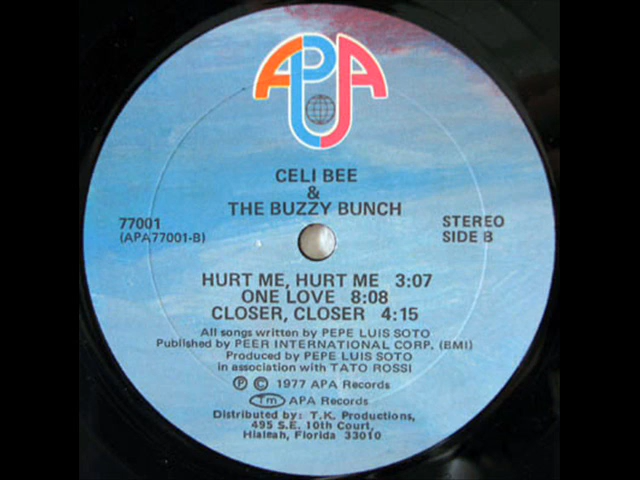 APA
CELI BEE
&
THE BUZZY BUNCH
77001
(APA77001-B)
STEREO
SIDE B
HURT ME, HURT ME 3:07
ONE LOVE 8:08
CLOSER, CLOSER 4:15
All songs written by PEPE LUIS SOTO
Published by PEER INTERNATIONAL CORP. (BMI)
Produced by PEPE LUIS SOTO
in association with TATO ROSSI
Ⓟ © 1977 APA Records
Tm APA Records
Distributed by: T.K. Productions,
495 S.E. 10th Court,
Hialeah, Florida 33010